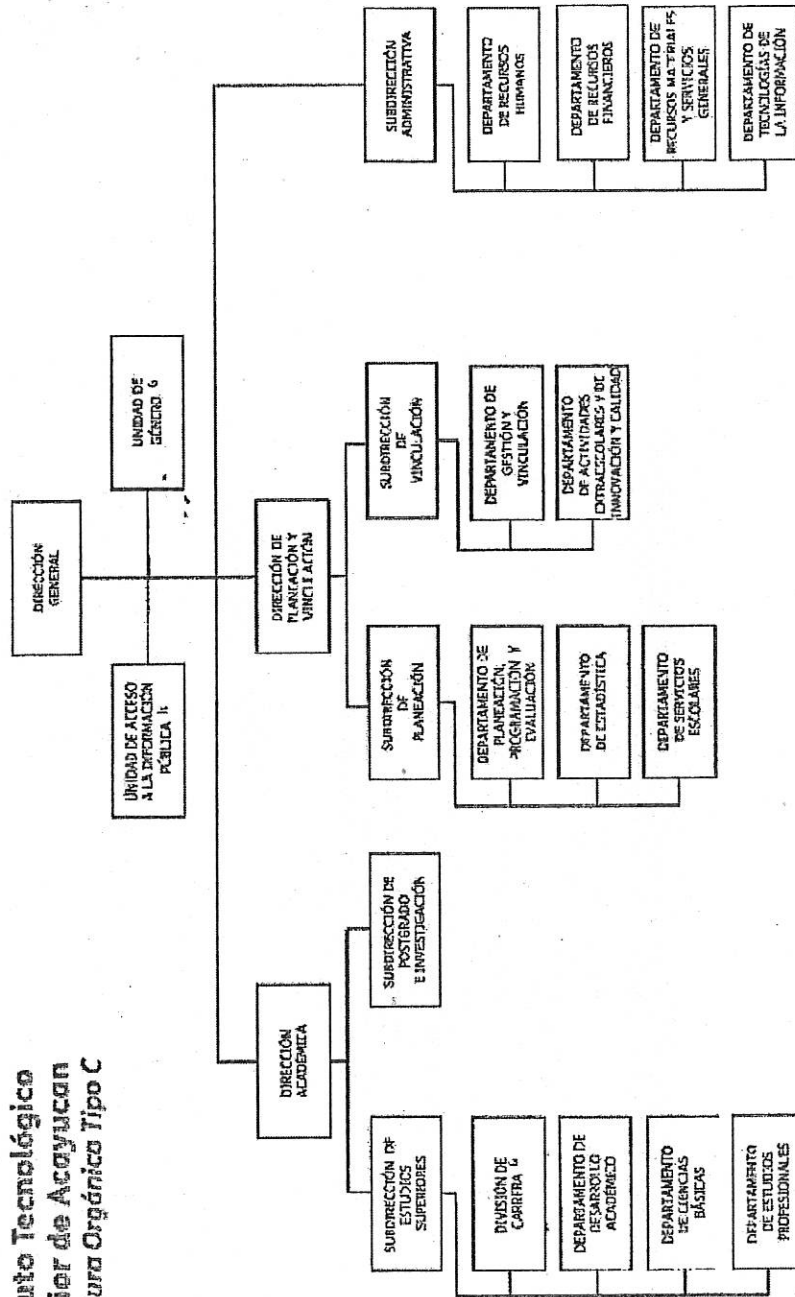 uto Tecnológico
ior de Acayucan
ura Orgánica Tipo C
DIRECCIÓN
GENERAL
UNIDAD DE ACCESO
A LA INFORMACIÓN
PÚBLICA
UNIDAD DE
GÉNERO
DIRECCIÓN
ACADÉMICA
DIRECCIÓN DE
PLANEACIÓN Y
VINCULACIÓN
SUBDIRECCIÓN DE
ESTUDIOS
SUPERIORES
SUBDIRECCIÓN DE
POSTGRADO
E INVESTIGACIÓN
SUBDIRECCIÓN
DE
PLANEACIÓN
SUBDIRECCIÓN
DE
VINCULACIÓN
SUBDIRECCIÓN
ADMINISTRATIVA
DIVISIÓN DE
CARRERA
DEPARTAMENTO DE
DESARROLLO
ACADÉMICO
DEPARTAMENTO
DE CIENCIAS
BÁSICAS
DEPARTAMENTO
DE ESTUDIOS
PROFESIONALES
DEPARTAMENTO DE
PLANEACIÓN,
PROGRAMACIÓN Y
EVALUACIÓN
DEPARTAMENTO
DE ESTADÍSTICA
DEPARTAMENTO
DE SERVICIOS
ESCOLARES
DEPARTAMENTO DE
GESTIÓN Y
VINCULACIÓN
DEPARTAMENTO
DE ACTIVIDADES
EXTRAESCOLARES Y DE
INNOVACIÓN Y CALIDAD
DEPARTAMENTO
DE RECURSOS
HUMANOS
DEPARTAMENTO
DE RECURSOS
FINANCIEROS
DEPARTAMENTO DE
RECURSOS MATERIALES
Y SERVICIOS
GENERALES
DEPARTAMENTO DE
TECNOLOGÍAS DE
LA INFORMACIÓN